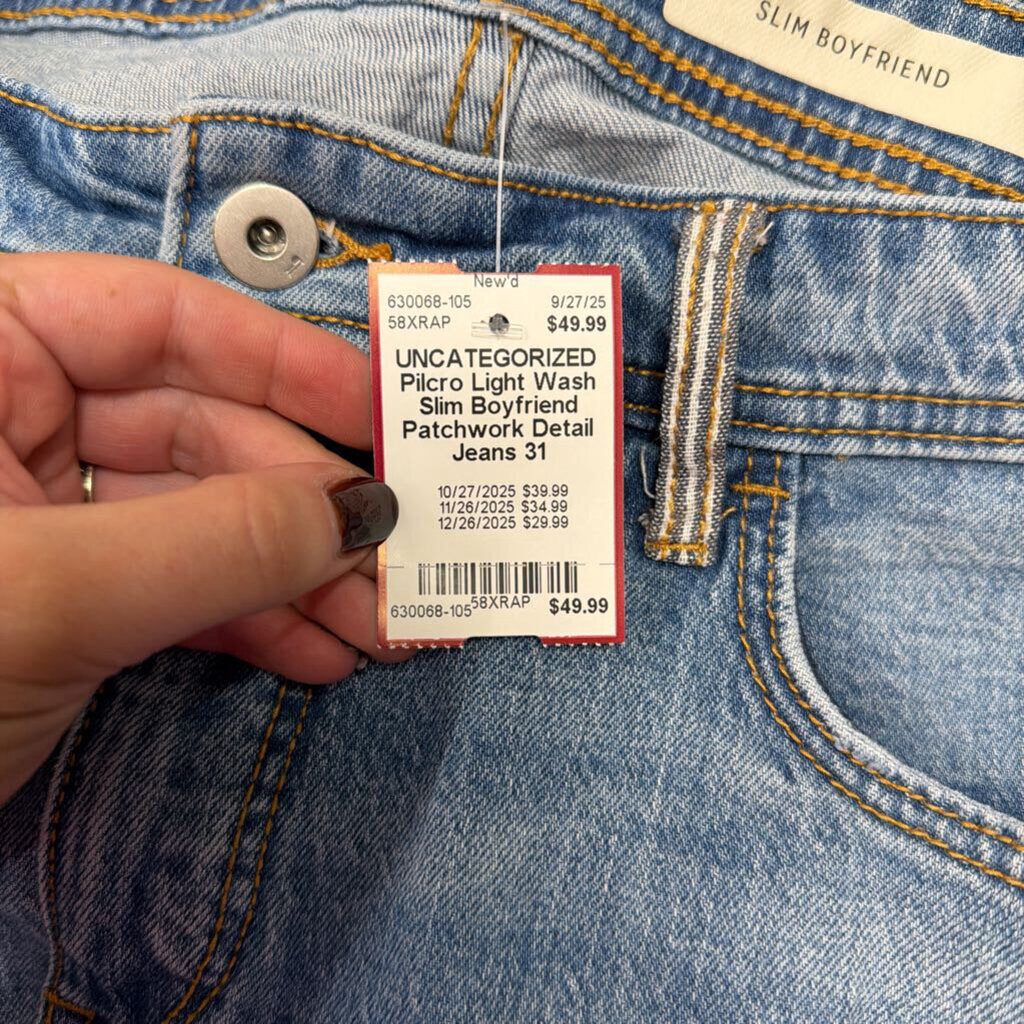 SLIM BOYFRIEND
New'd
630068-105 9/27/25
58XRAP $49.99
UNCATEGORIZED
Pilcro Light Wash
Slim Boyfriend
Patchwork Detail
Jeans 31
10/27/2025 $39.99
11/26/2025 $34.99
12/26/2025 $29.99
630068-105 58XRAP $49.99